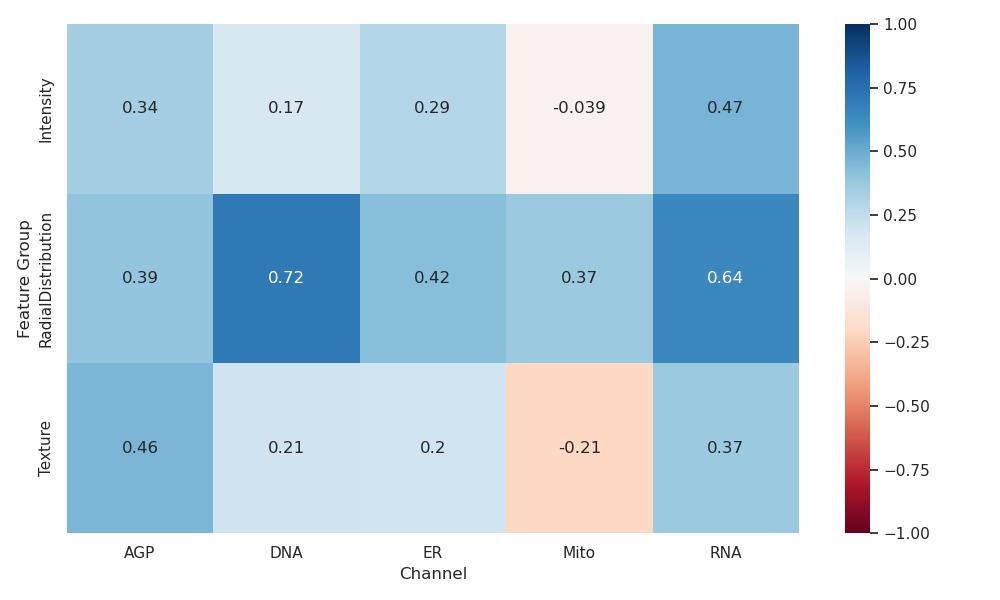 Feature Group
Intensity
RadialDistribution
Texture
0.34 0.17 0.29 -0.039 0.47
0.39 0.72 0.42 0.37 0.64
0.46 0.21 0.2 -0.21 0.37
AGP DNA ER Mito RNA
Channel
1.00
0.75
0.50
0.25
0.00
−0.25
−0.50
−0.75
−1.00